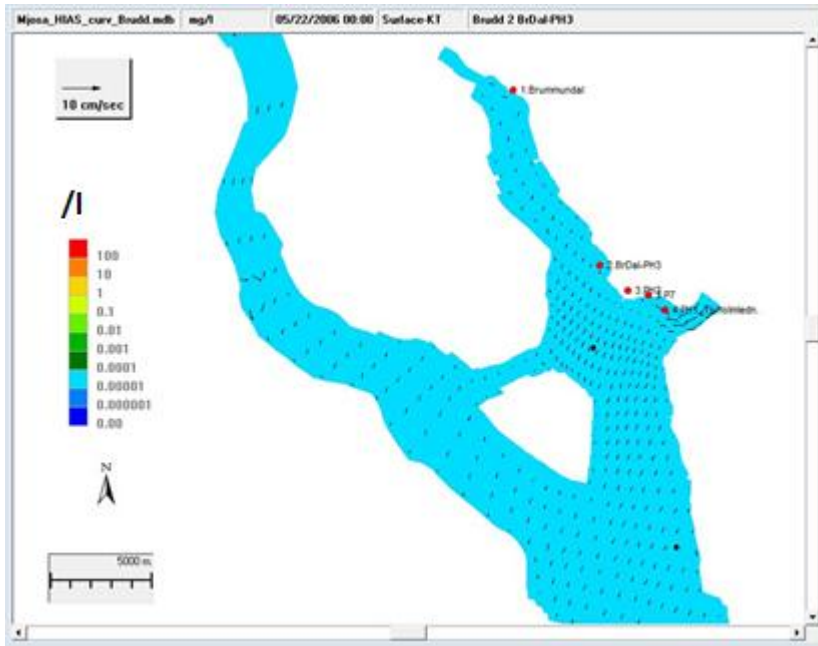 Mjosa_HIAS_curv_Brudd.mdb mg/l 05/22/2006 00:00 Surface-KT Brudd 2 BrDal-PH3
10 cm/sec
1.Brummundal
/l
100
10
1
0.1
0.01
0.001
0.0001
0.00001
0.000001
0.00
2.BrDal-PH3
N
5000 m.